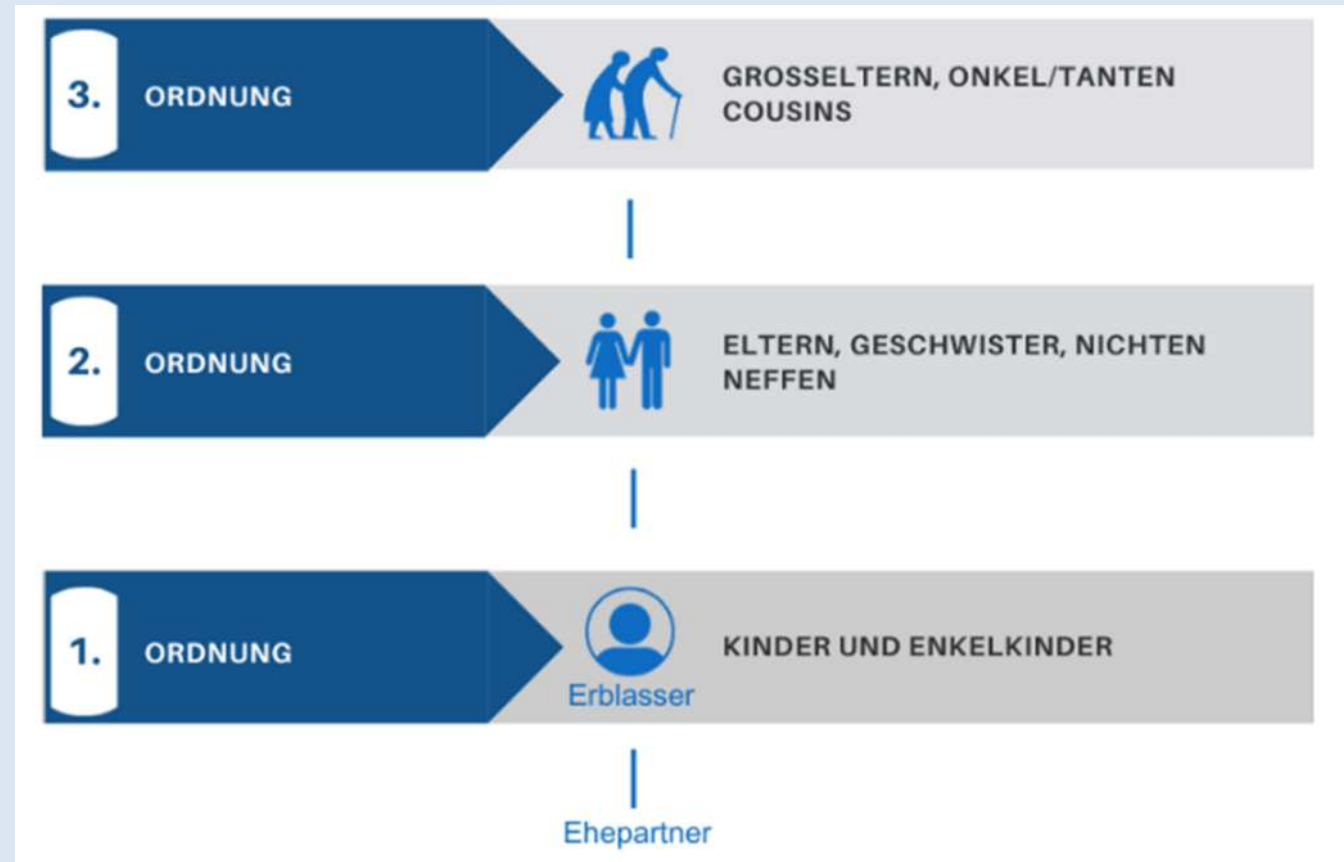 3. ORDNUNG
GROSSELTERN, ONKEL/TANTEN
COUSINS
2. ORDNUNG
ELTERN, GESCHWISTER, NICHTEN
NEFFEN
1. ORDNUNG
Erblasser
KINDER UND ENKELKINDER
Ehepartner